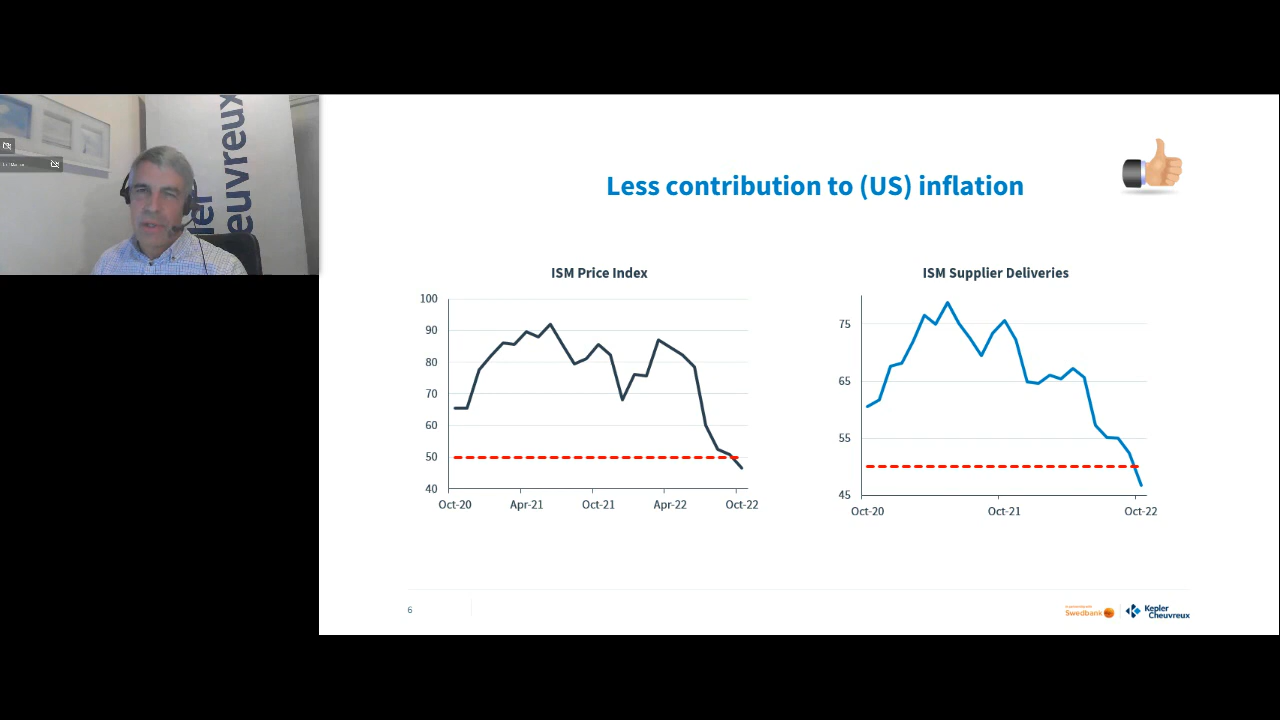 euvreux
ler
Less contribution to (US) inflation
ISM Price Index
100
90
80
70
60
50
40
Oct-20
Apr-21
Oct-21
Apr-22
Oct-22
ISM Supplier Deliveries
75
65
55
45
Oct-20
Oct-21
Oct-22
6
Swedbank
Kepler
Cheuvreux